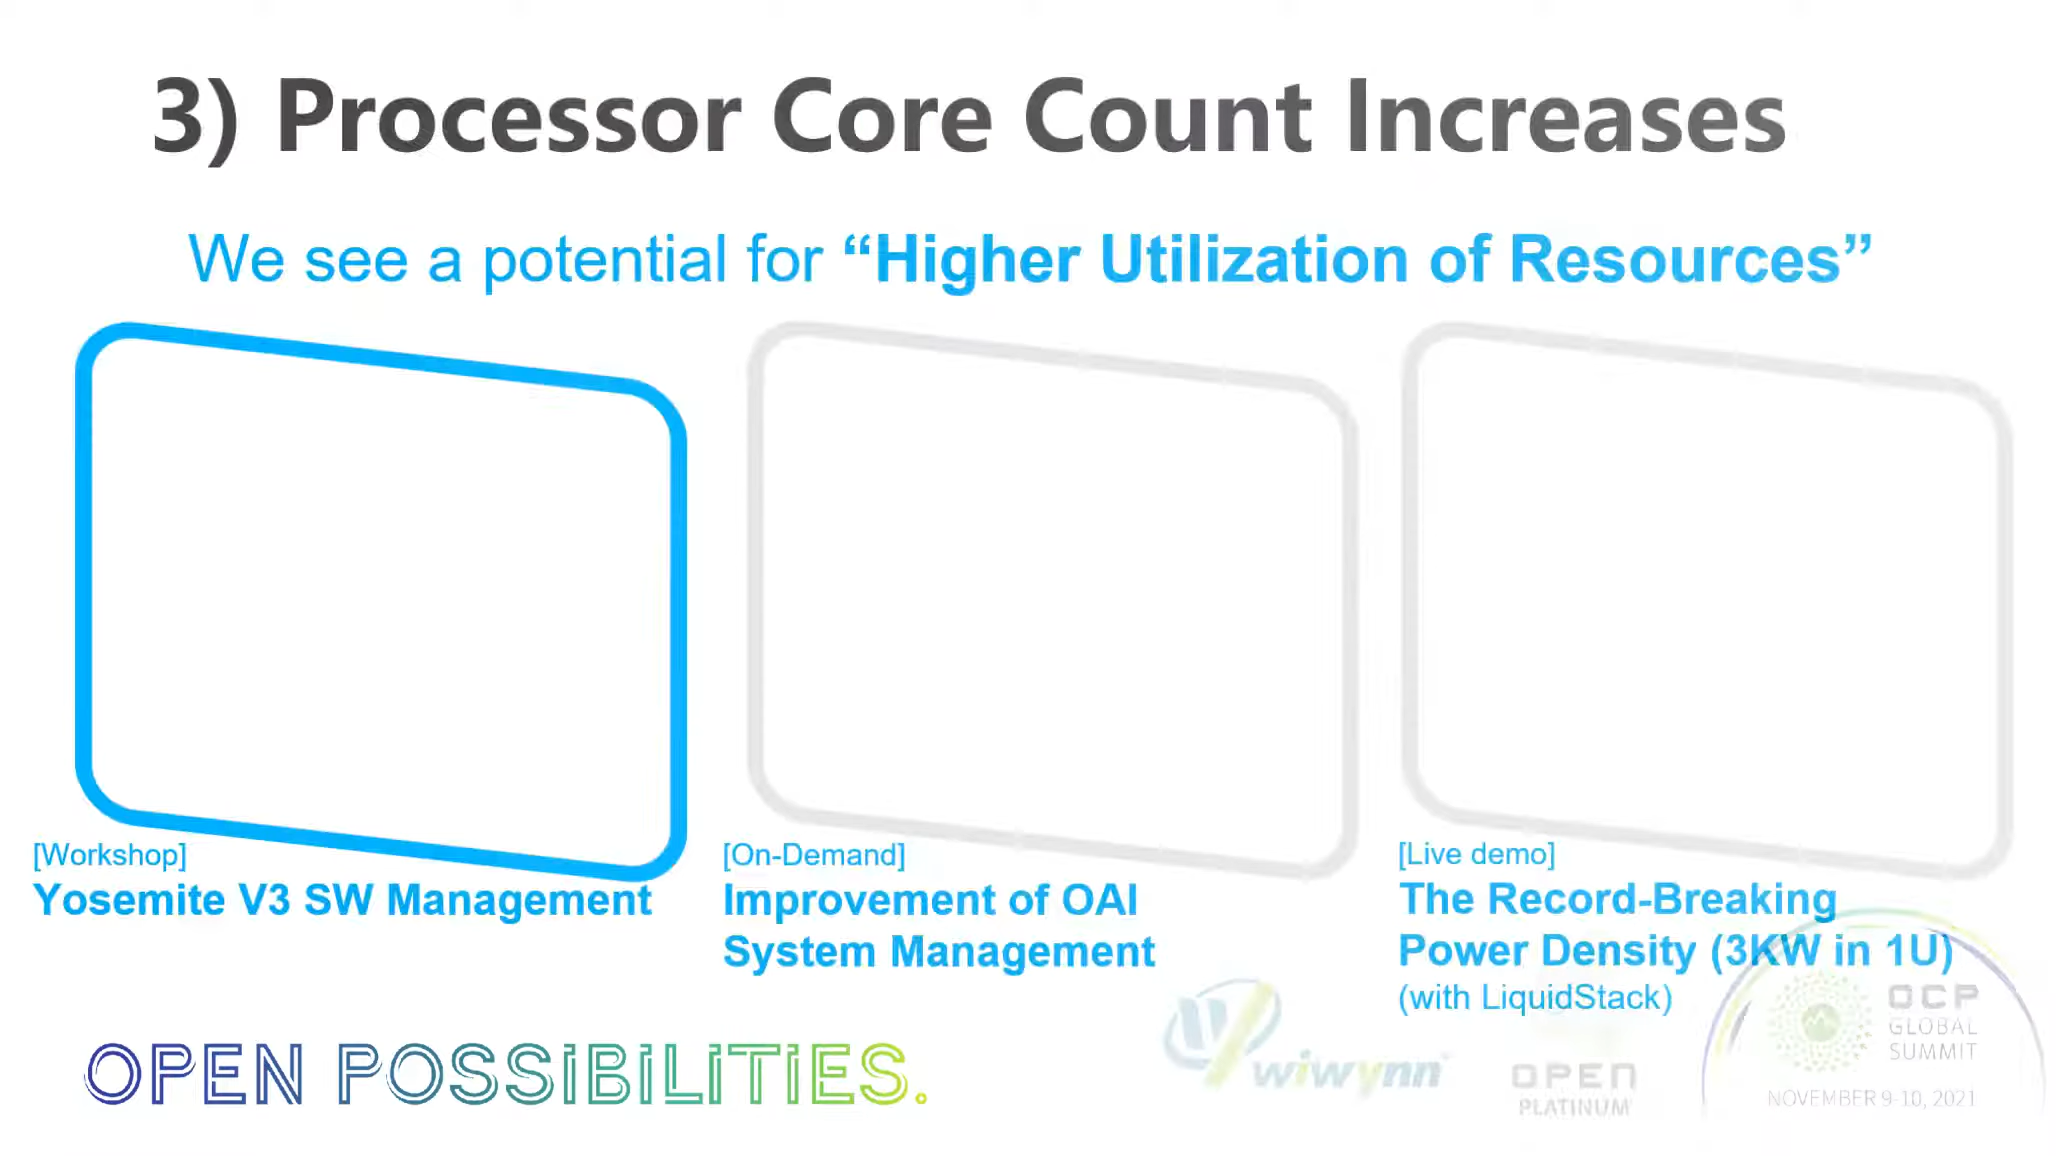 3) Processor Core Count Increases
We see a potential for “Higher Utilization of Resources”
[Workshop]
Yosemite V3 SW Management
[On-Demand]
Improvement of OAI
System Management
[Live demo]
The Record-Breaking
Power Density (3KW in 1U)
(with LiquidStack)
OPEN POSSIBILITIES.
wiwynn
OPEN
PLATINUM
OCP
GLOBAL
SUMMIT
NOVEMBER 9-10, 2021